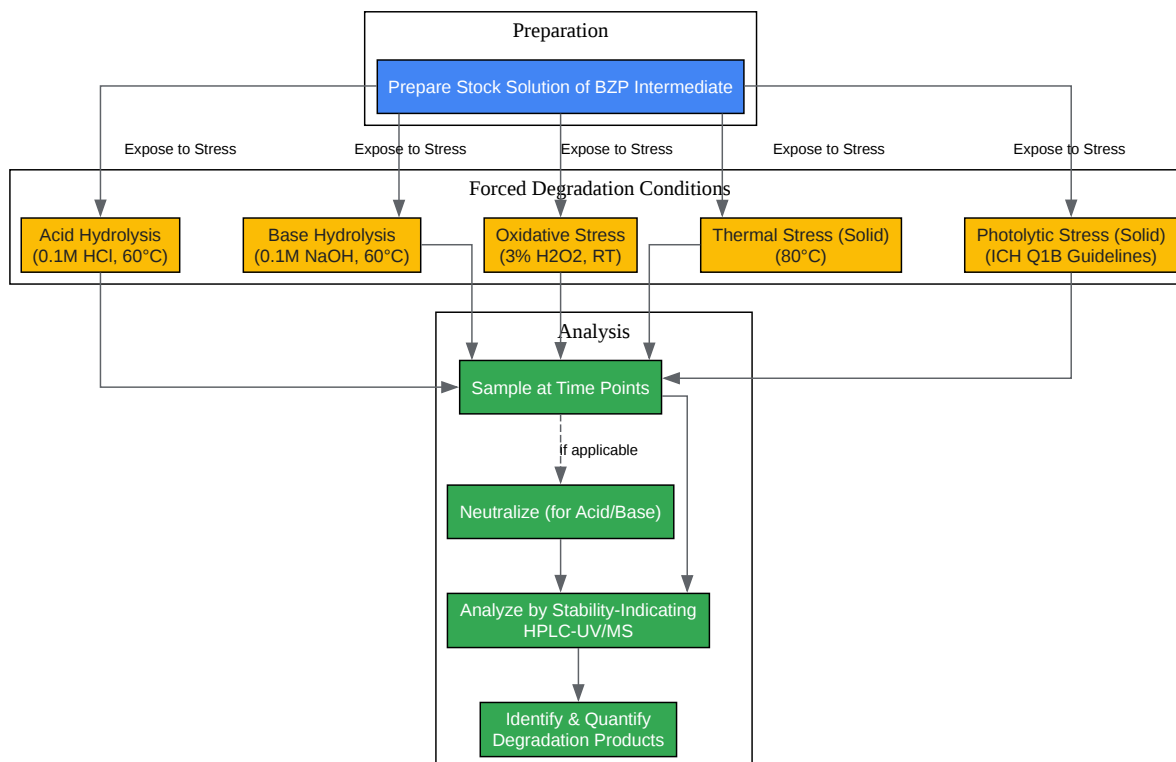 Preparation
Prepare Stock Solution of BZP Intermediate
Expose to Stress
Expose to Stress
Expose to Stress
Expose to Stress
Expose to Stress
Forced Degradation Conditions
Acid Hydrolysis
(0.1M HCl, 60°C)
Base Hydrolysis
(0.1M NaOH, 60°C)
Oxidative Stress
(3% H2O2, RT)
Thermal Stress (Solid)
(80°C)
Photolytic Stress (Solid)
(ICH Q1B Guidelines)
Analysis
Sample at Time Points
if applicable
Neutralize (for Acid/Base)
Analyze by Stability-Indicating
HPLC-UV/MS
Identify & Quantify
Degradation Products